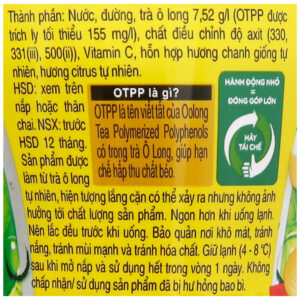 Thành phần: Nước, đường, trà ô long 7,52 g/l (OTPP được
trích ly tối thiểu 155 mg/l), chất điều chỉnh độ axit (330,
331(iii), 500(ii)), Vitamin C, hỗn hợp hương chanh giống tự
nhiên, hương citrus tự nhiên.
HSD: xem trên
nắp hoặc thân
chai. NSX: trước
HSD 12 tháng.
Sản phẩm được
làm từ trà ô long
OTPP là gì?
OTPP là tên viết tắt của Oolong
Tea Polymerized Polyphenols
có trong trà Ô Long, giúp hạn
chế hấp thu chất béo.
HÀNH ĐỘNG NHỎ
= ĐÓNG GÓP LỚN
HÃY
TÁI CHẾ
tự nhiên, hiện tượng lắng cặn có thể xảy ra nhưng không ảnh
hưởng tới chất lượng sản phẩm. Ngon hơn khi uống lạnh.
Nên lắc đều trước khi uống. Bảo quản nơi khô mát, tránh
nắng, tránh mùi mạnh và tránh hóa chất. Giữ lạnh (4 - 8°C)
sau khi mở nắp và sử dụng hết trong vòng 1 ngày. Không
chấp nhận/ sử dụng sản phẩm đã bị hư hỏng bao bì.